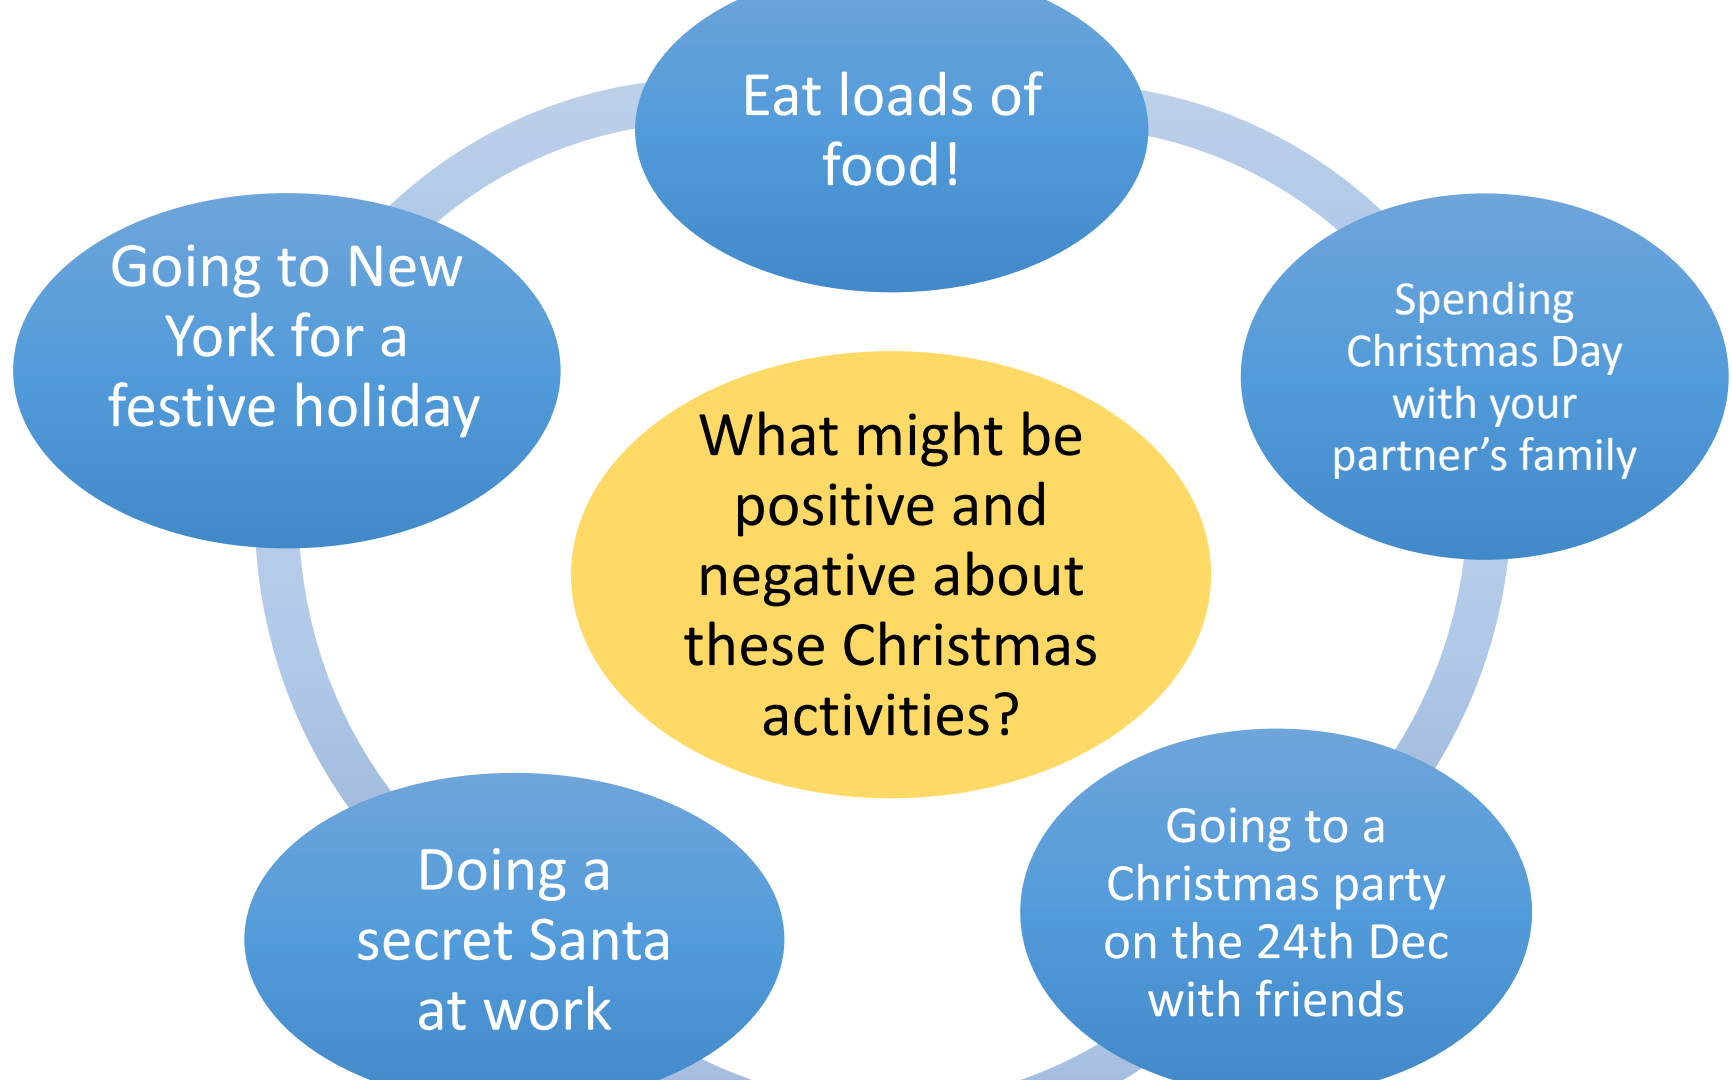 Eat loads of
food!
Going to New
York for a
festive holiday
Spending
Christmas Day
with your
partner's family
What might be
positive and
negative about
these Christmas
activities?
Doing a
secret Santa
at work
Going to a
Christmas party
on the 24th Dec
with friends